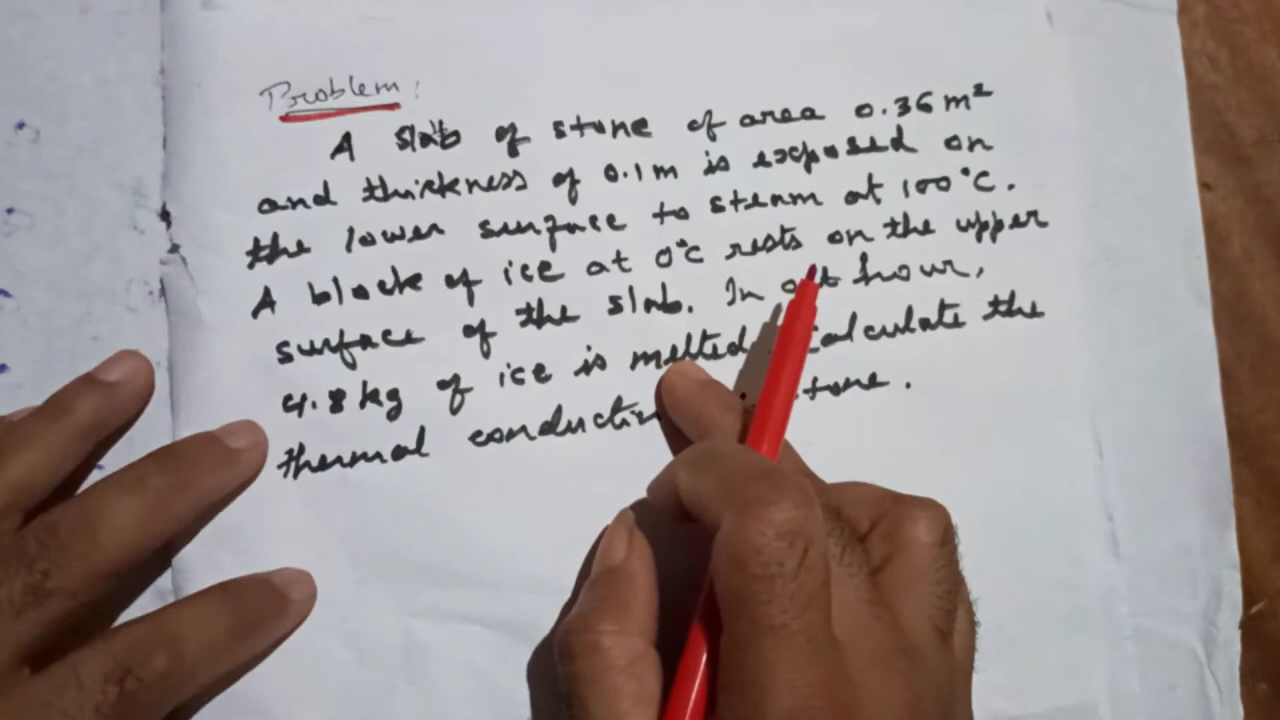 Problem:
A slab of stone of area 0.36 m²
and thickness of 0.1m is exposed on
the lower surface to steam at 100°C.
A block of ice at 0°C rests on the upper
surface of the slab. In hour,
4.8 kg of ice is melted. Calculate the
thermal